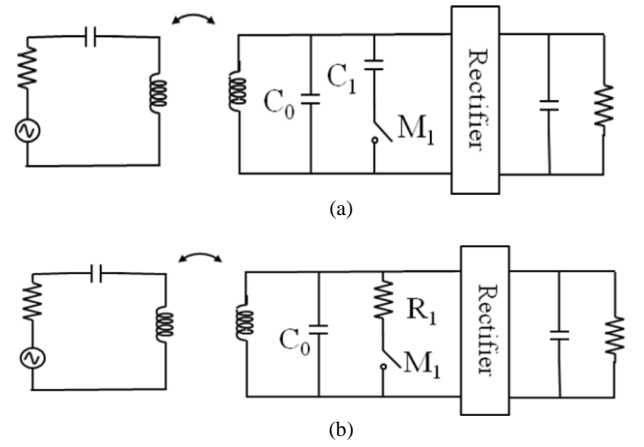 C₀
C₁
M₁
Rectifier
(a)
C₀
R₁
M₁
Rectifier
(b)